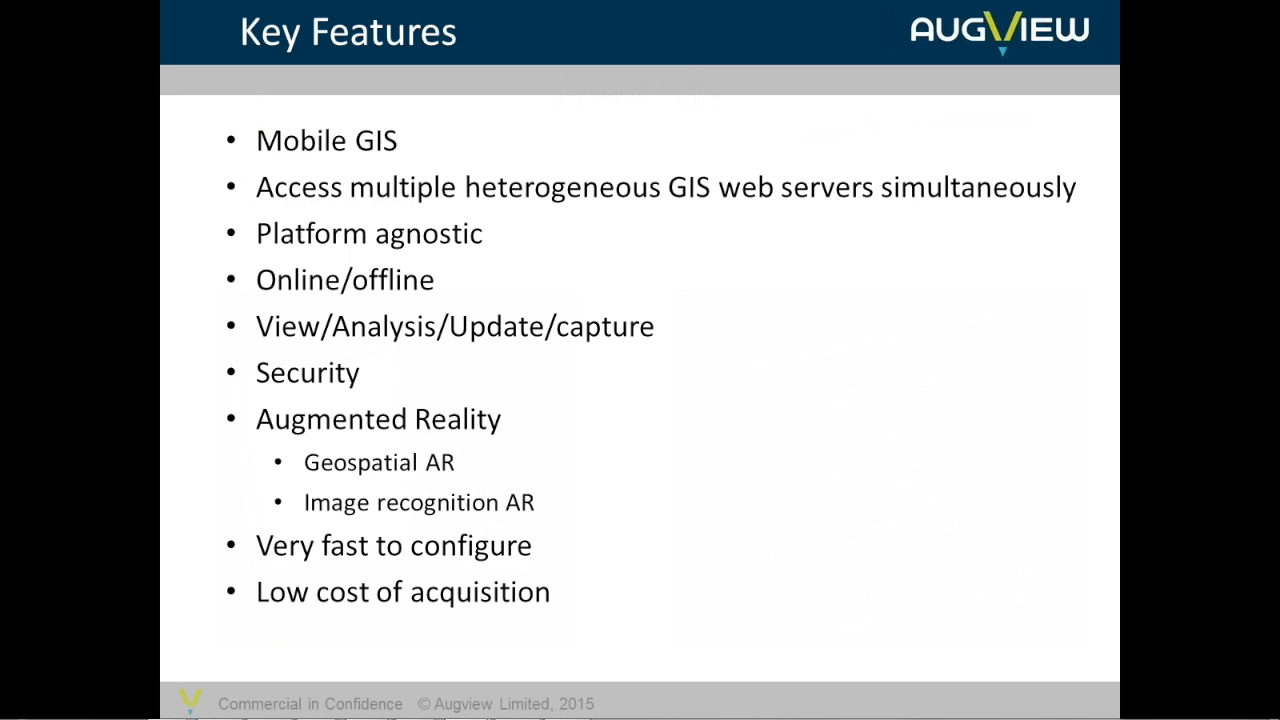 Key Features
AUGVIEW
• Mobile GIS
• Access multiple heterogeneous GIS web servers simultaneously
• Platform agnostic
• Online/offline
• View/Analysis/Update/capture
• Security
• Augmented Reality
• Geospatial AR
• Image recognition AR
• Very fast to configure
• Low cost of acquisition
Commercial in Confidence © Augview Limited, 2015